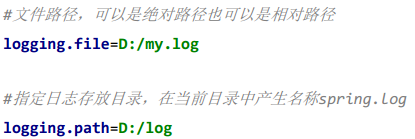 #文件路径，可以是绝对路径也可以是相对路径
logging.file=D:/my.log
#指定日志存放目录，在当前目录中产生名称spring.log
logging.path=D:/log